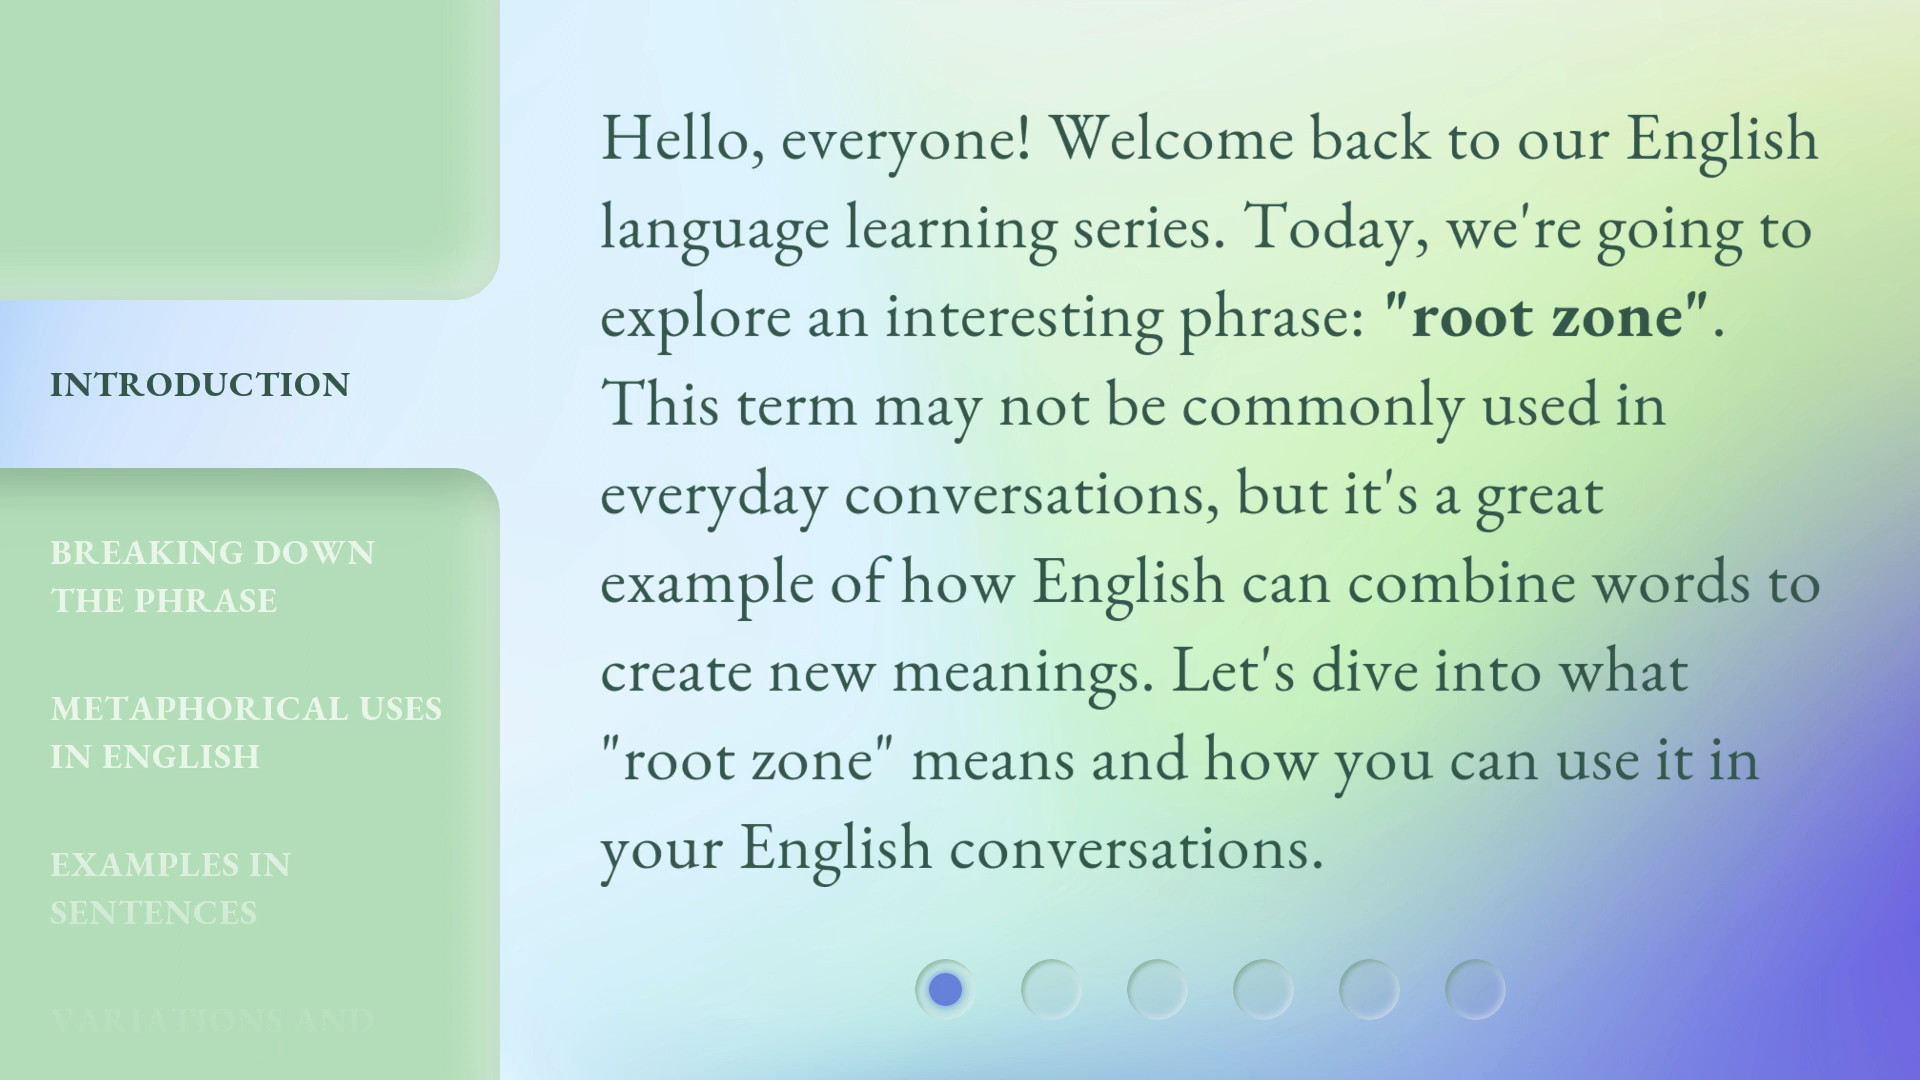 INTRODUCTION
BREAKING DOWN
THE PHRASE
METAPHORICAL USES
IN ENGLISH
EXAMPLES IN
SENTENCES
VARIATIONS AND
Hello, everyone! Welcome back to our English
language learning series. Today, we're going to
explore an interesting phrase: "root zone".
This term may not be commonly used in
everyday conversations, but it's a great
example of how English can combine words to
create new meanings. Let's dive into what
"root zone" means and how you can use it in
your English conversations.